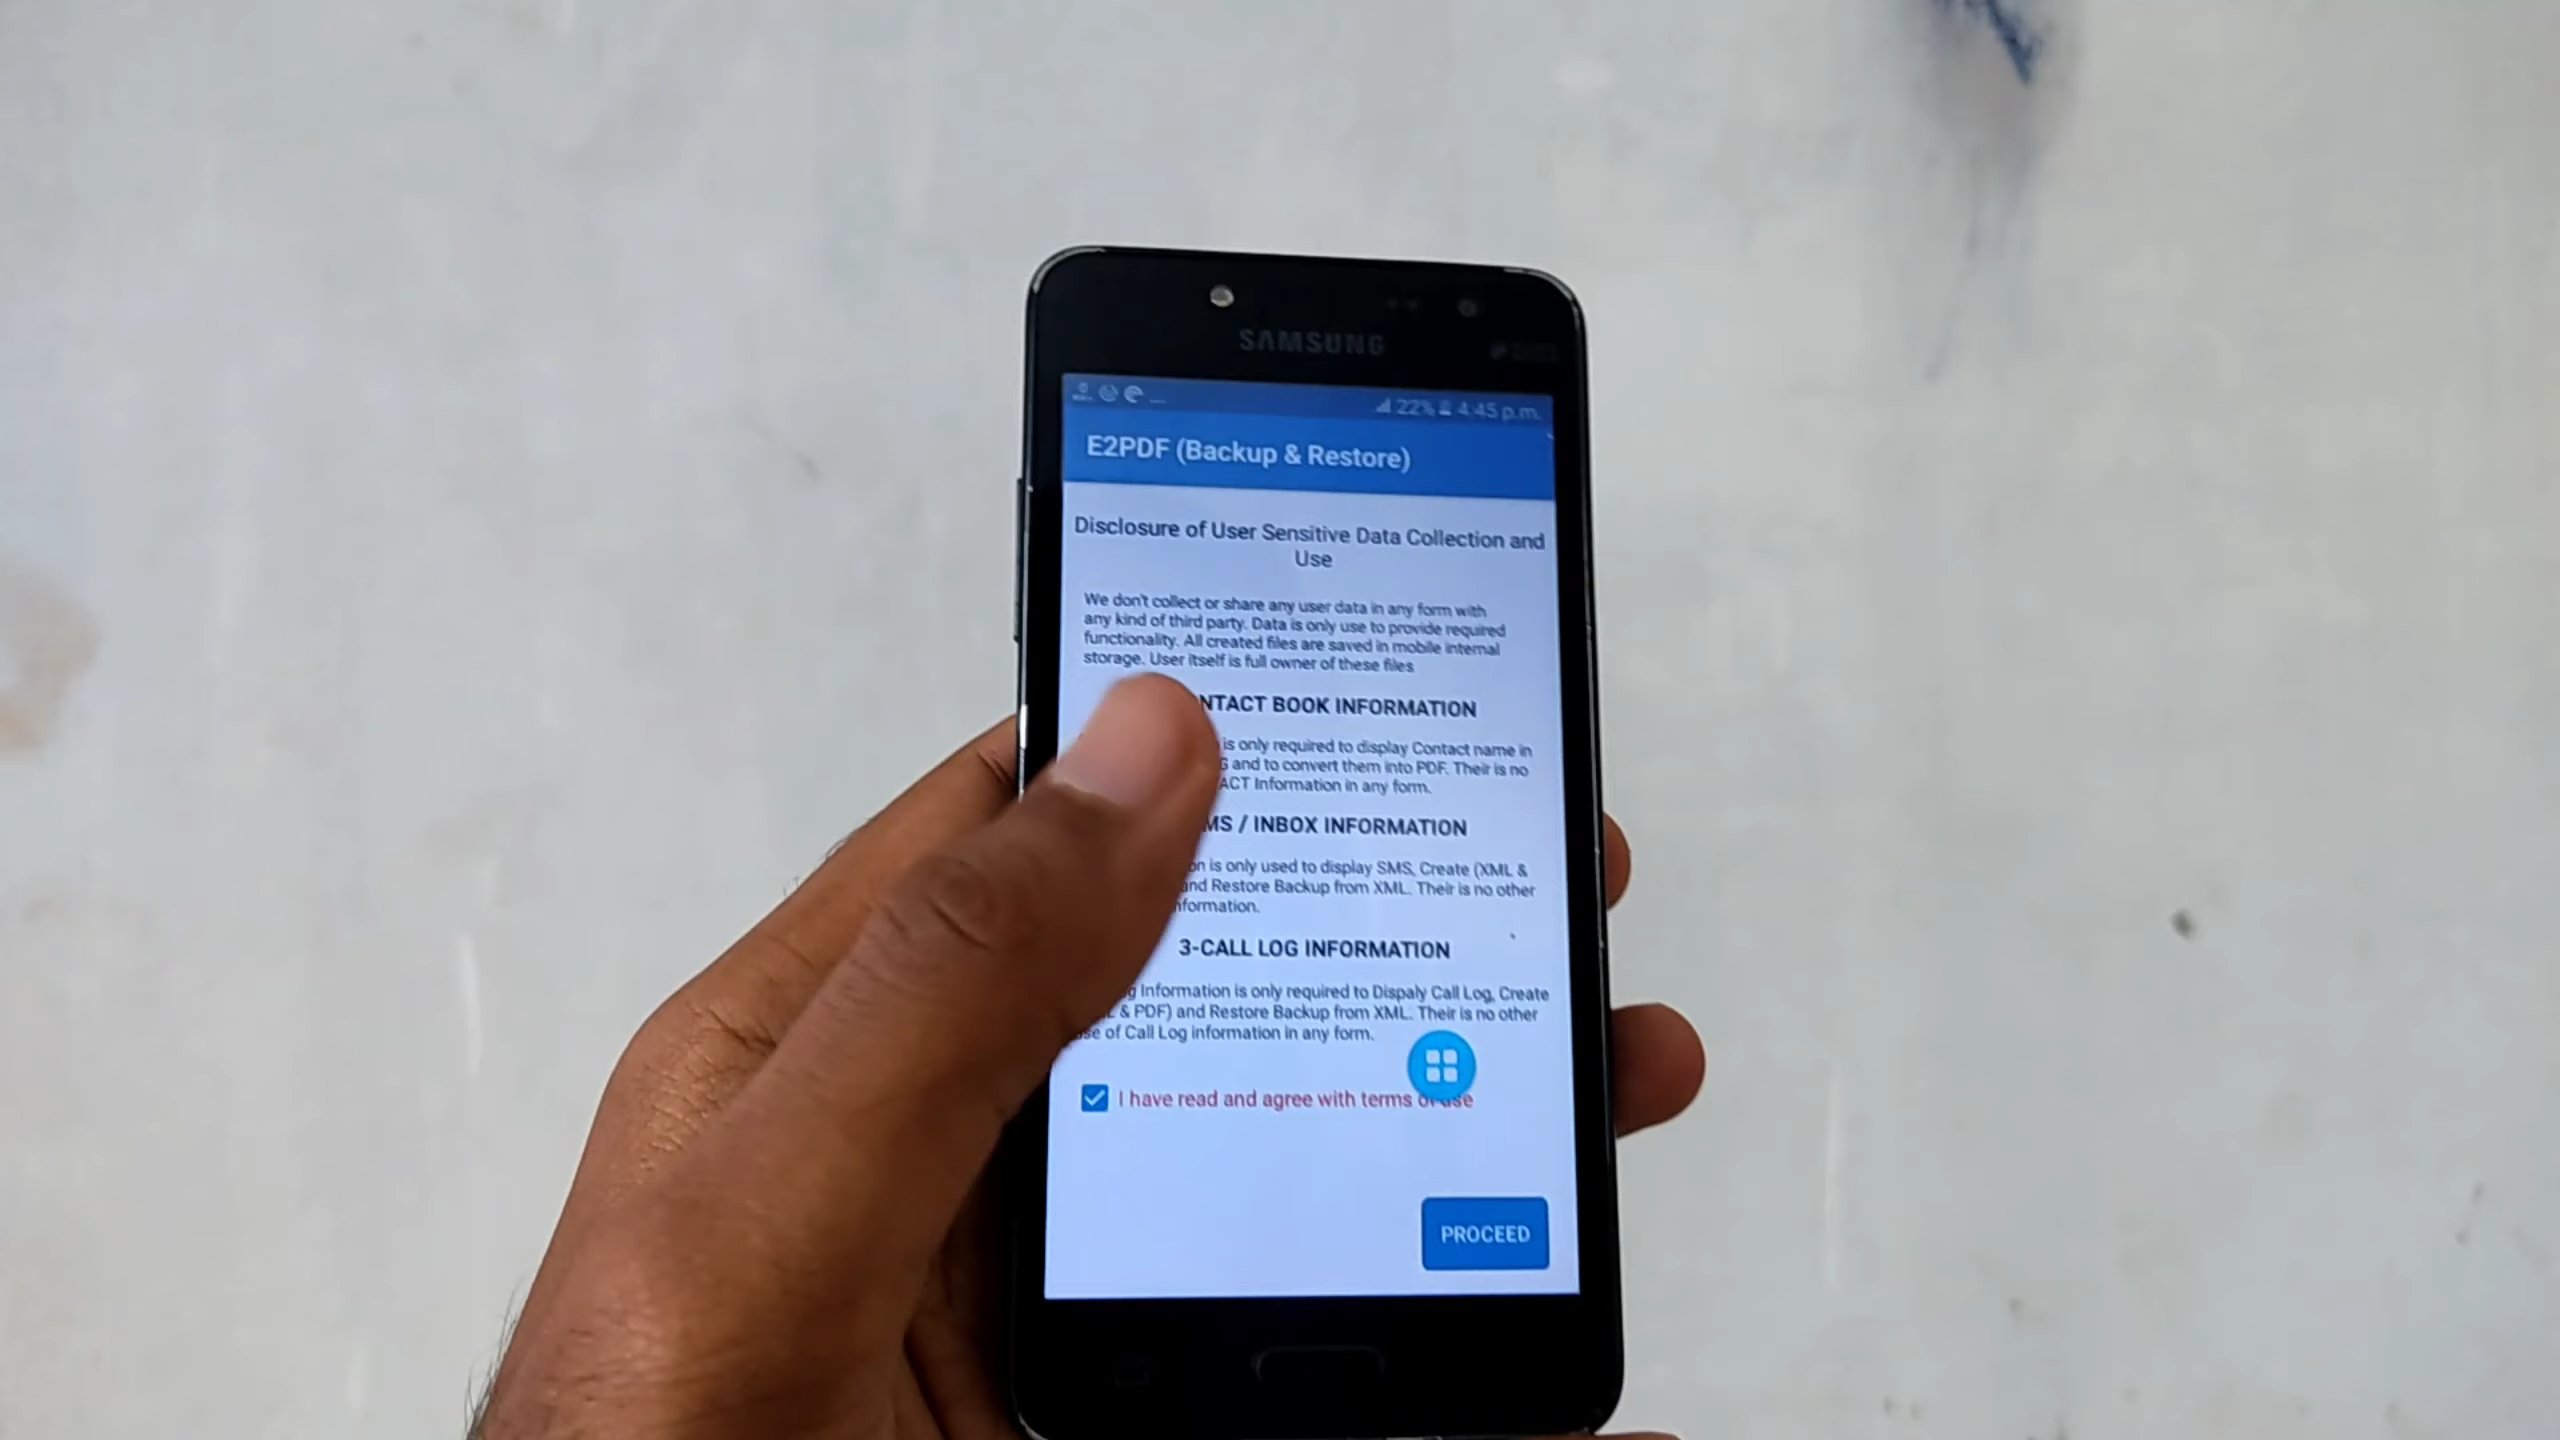 SAMSUNG
22% 4:45 p.m.
E2PDF (Backup & Restore)
Disclosure of User Sensitive Data Collection and
Use
We don't collect or share any user data in any form with
any kind of third party. Data is only use to provide required
functionality. All created files are saved in mobile internal
storage. User itself is full owner of these files
NTACT BOOK INFORMATION
is only required to display Contact name in
G and to convert them into PDF. Their is no
ACT Information in any form.
MS / INBOX INFORMATION
on is only used to display SMS, Create (XML &
and Restore Backup from XML. Their is no other
nformation.
3-CALL LOG INFORMATION
g Information is only required to Dispaly Call Log, Create
L & PDF) and Restore Backup from XML. Their is no other
se of Call Log information in any form.
I have read and agree with terms of use
PROCEED